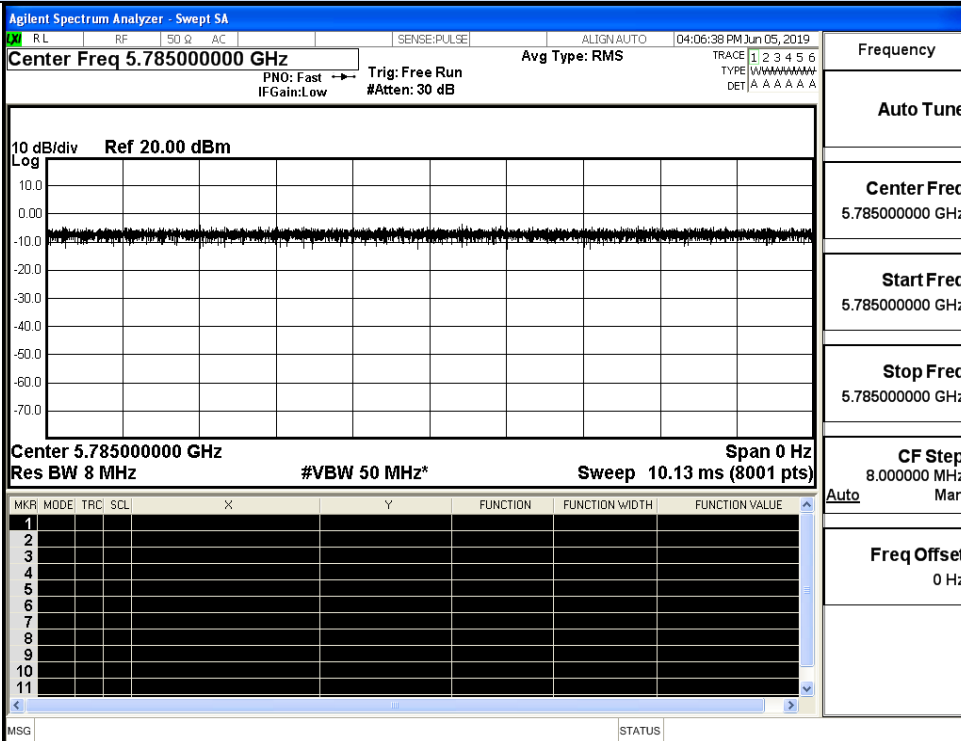 Agilent Spectrum Analyzer - Swept SA
LXI RL RF 50 Ω AC SENSE:PULSE ALIGN AUTO 04:06:38 PM Jun 05, 2019
Center Freq 5.785000000 GHz
PNO: Fast
IFGain:Low
Trig: Free Run
#Atten: 30 dB
Avg Type: RMS
TRACE 1 2 3 4 5 6
TYPE WWWWWW
DET A A A A A A
10 dB/div Ref 20.00 dBm
Log
10.0
0.00
-10.0
-20.0
-30.0
-40.0
-50.0
-60.0
-70.0
Center 5.785000000 GHz Span 0 Hz
Res BW 8 MHz #VBW 50 MHz* Sweep 10.13 ms (8001 pts)
MKR MODE TRC SCL X Y FUNCTION FUNCTION WIDTH FUNCTION VALUE
1
2
3
4
5
6
7
8
9
10
11
MSG STATUS
Frequency
Auto Tune
Center Freq
5.785000000 GHz
Start Freq
5.785000000 GHz
Stop Freq
5.785000000 GHz
CF Step
8.000000 MHz
Auto Man
Freq Offset
0 Hz